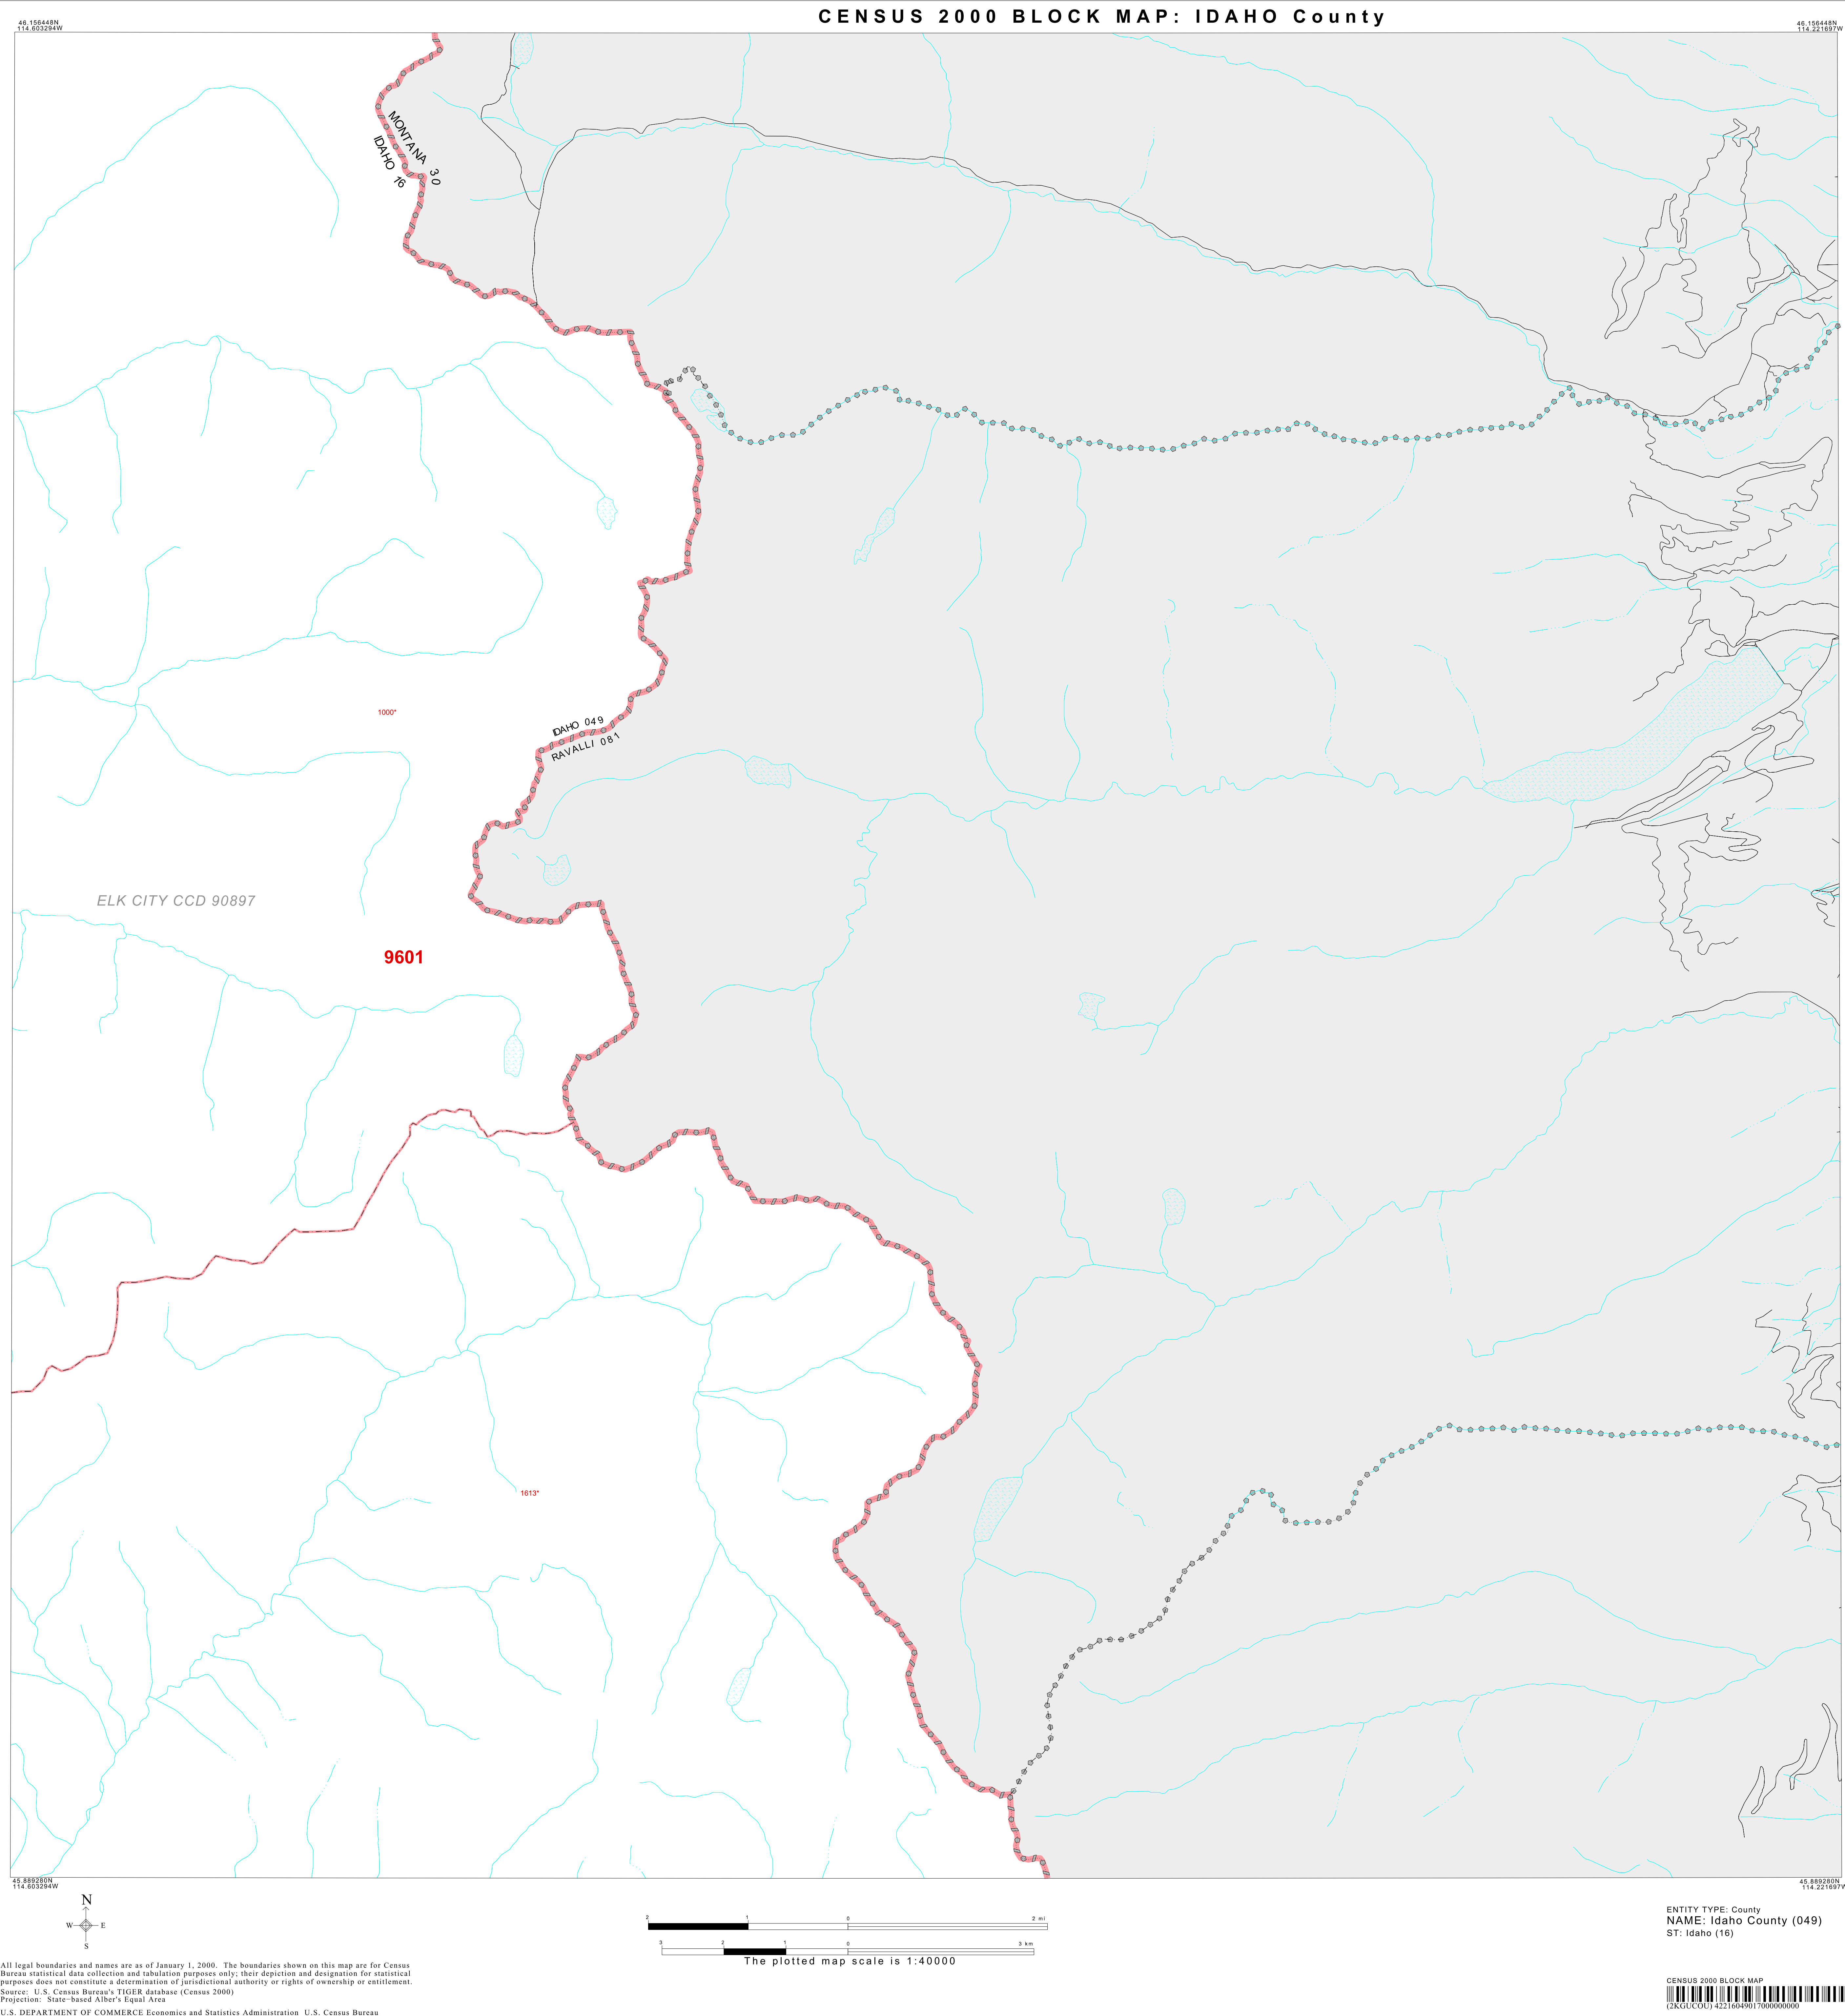 CENSUS 2000 BLOCK MAP: IDAHO County
46.156448N
114.603294W
46.156448N
114.221697W
MONTANA 30
IDAHO 16
1000*
IDAHO 049
RAVALLI 081
ELK CITY CCD 90897
9601
1613*
45.889280N
114.603294W
45.889280N
114.221697W
N
W E
S
2 1 0 2 mi
3 2 1 0 3 km
The plotted map scale is 1:40000
ENTITY TYPE: County
NAME: Idaho County (049)
ST: Idaho (16)
All legal boundaries and names are as of January 1, 2000. The boundaries shown on this map are for Census
Bureau statistical data collection and tabulation purposes only; their depiction and designation for statistical
purposes does not constitute a determination of jurisdictional authority or rights of ownership or entitlement.
Source: U.S. Census Bureau's TIGER database (Census 2000)
Projection: State-based Alber's Equal Area
U.S. DEPARTMENT OF COMMERCE Economics and Statistics Administration U.S. Census Bureau
CENSUS 2000 BLOCK MAP
(2KGUCOU) 42216049017000000000